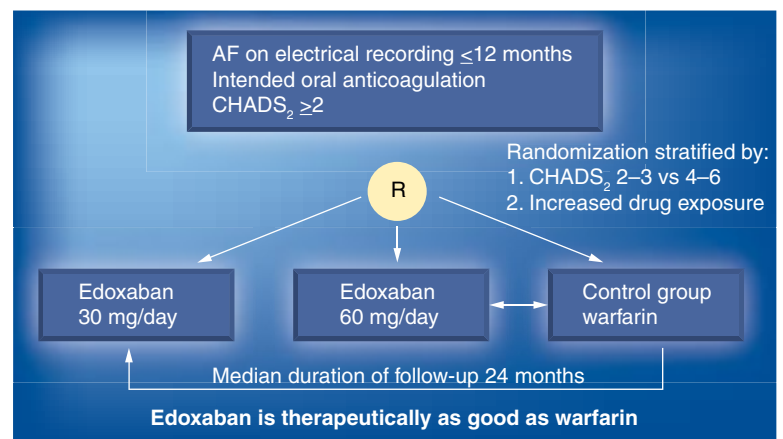 AF on electrical recording ≤12 months
Intended oral anticoagulation
CHADS₂ ≥2
Randomization stratified by:
1. CHADS₂ 2–3 vs 4–6
2. Increased drug exposure
R
Edoxaban
30 mg/day
Edoxaban
60 mg/day
Control group
warfarin
Median duration of follow-up 24 months
Edoxaban is therapeutically as good as warfarin